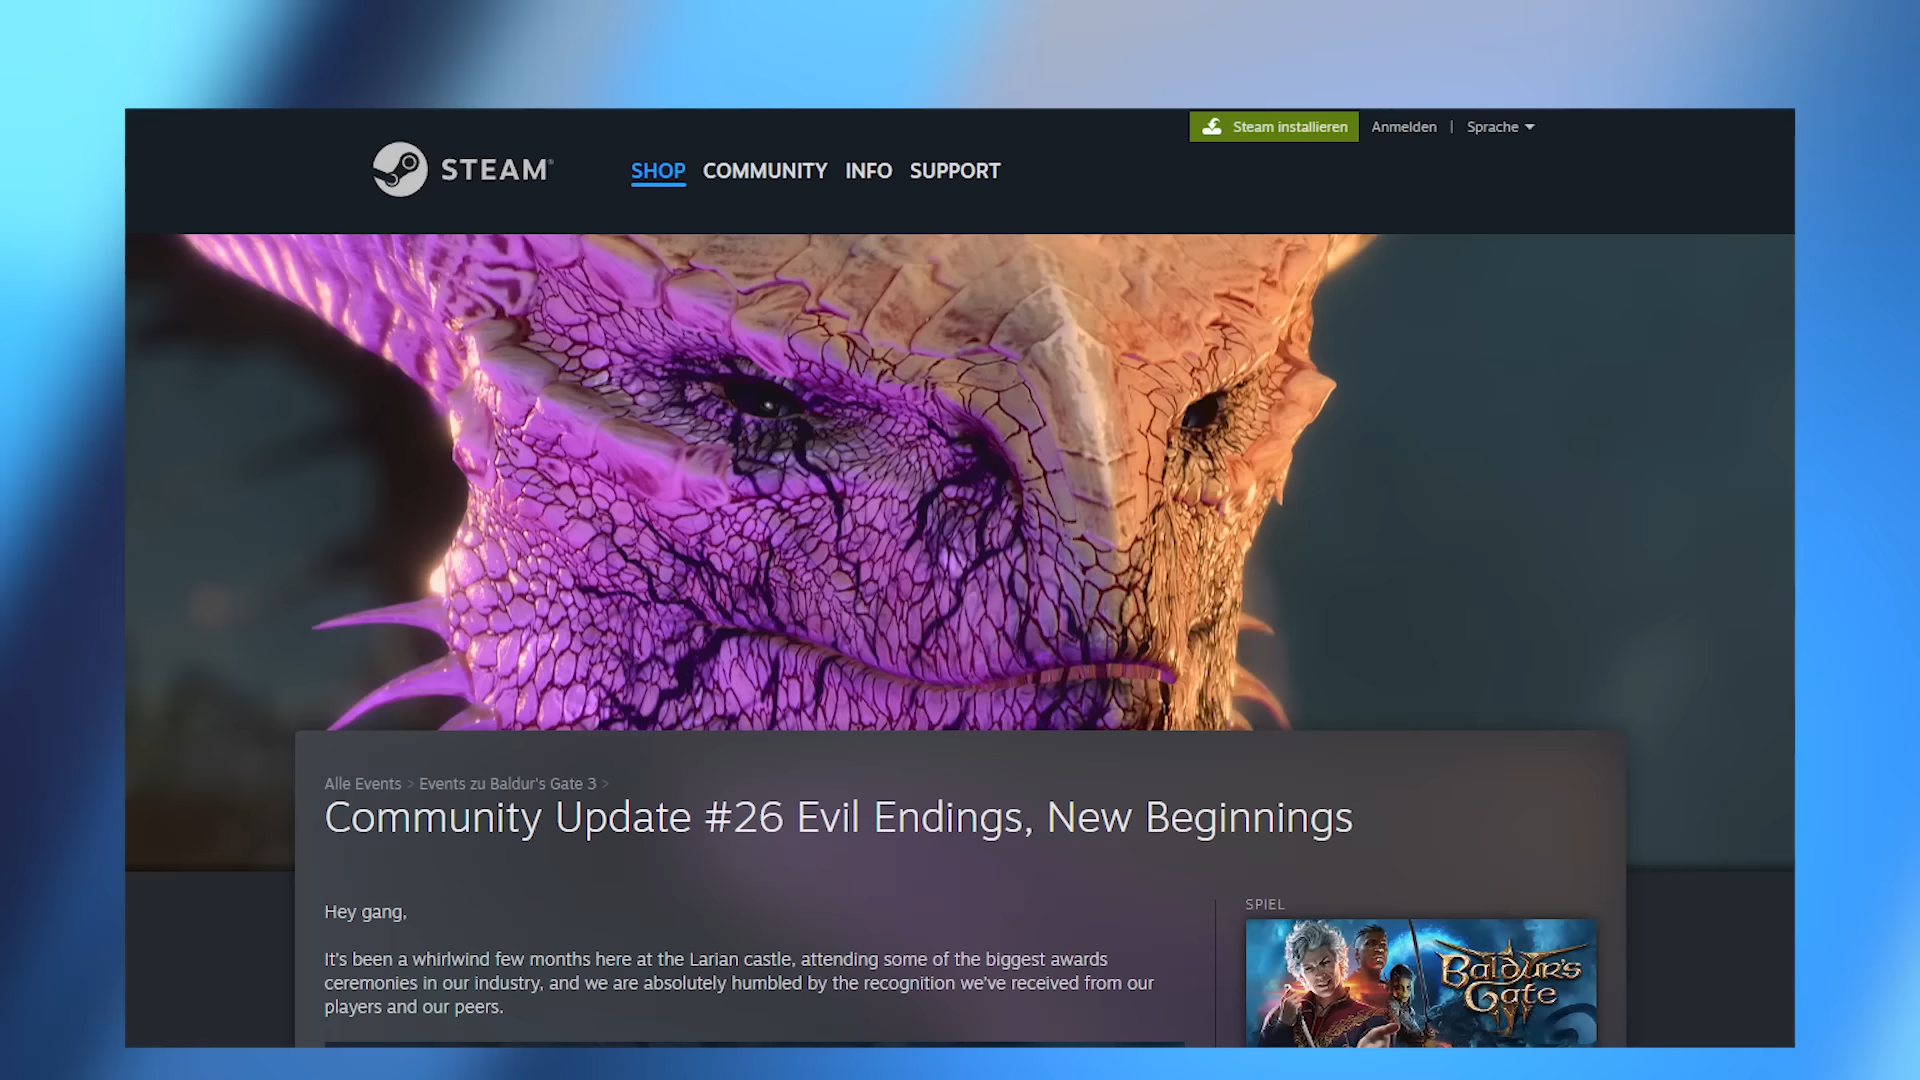 Steam installieren
Anmelden | Sprache
STEAM®
SHOP COMMUNITY INFO SUPPORT
Alle Events > Events zu Baldur's Gate 3 >
Community Update #26 Evil Endings, New Beginnings
Hey gang,
It's been a whirlwind few months here at the Larian castle, attending some of the biggest awards
ceremonies in our industry, and we are absolutely humbled by the recognition we've received from our
players and our peers.
SPIEL
BALDUR'S
GATE